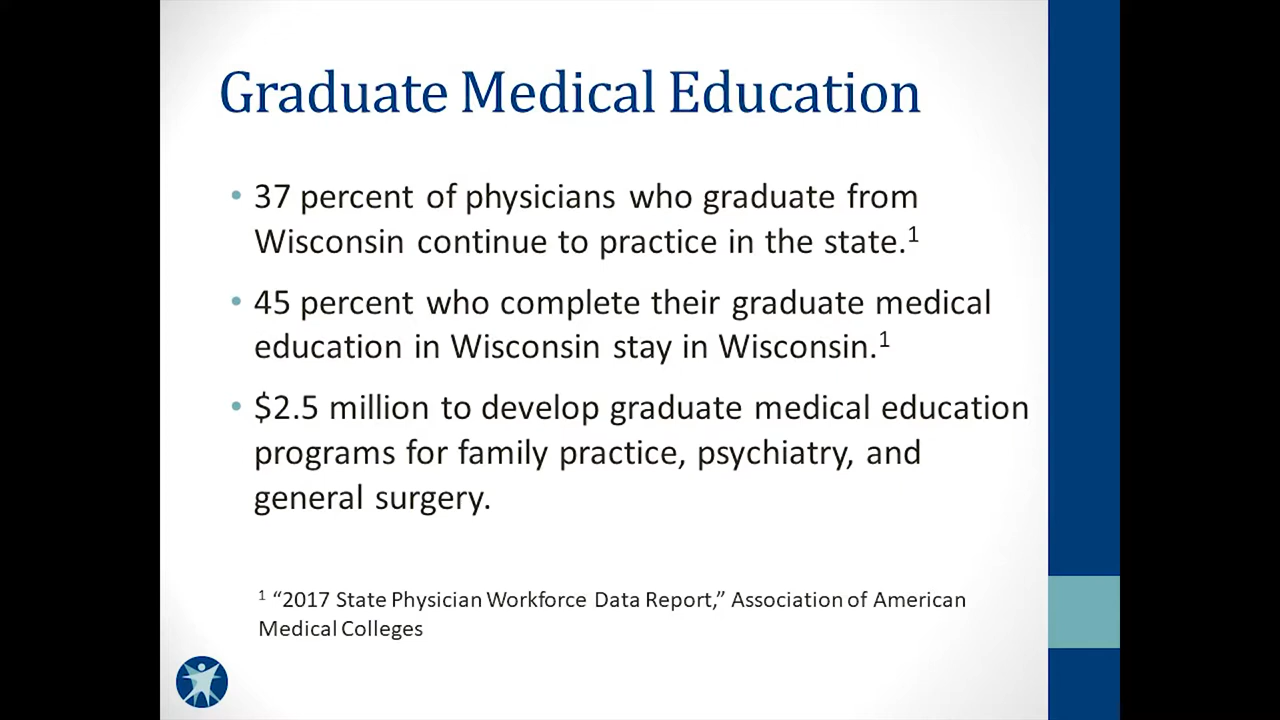 Graduate Medical Education
• 37 percent of physicians who graduate from
Wisconsin continue to practice in the state.¹
• 45 percent who complete their graduate medical
education in Wisconsin stay in Wisconsin.¹
• $2.5 million to develop graduate medical education
programs for family practice, psychiatry, and
general surgery.
¹ “2017 State Physician Workforce Data Report,” Association of American
Medical Colleges